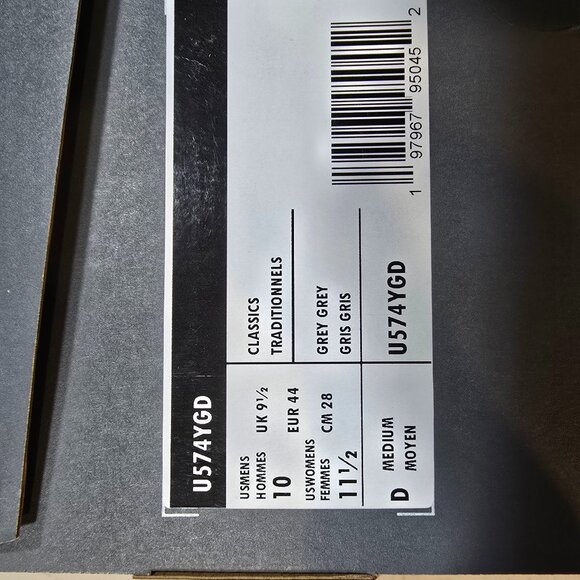 U574YGD
USMENS
HOMMES
10
UK 9½
EUR 44
USWOMENS
FEMMES
11½
CM 28
CLASSICS
TRADITIONNELS
GREY GREY
GRIS GRIS
D MEDIUM
MOYEN
U574YGD
1 97967 95045 2